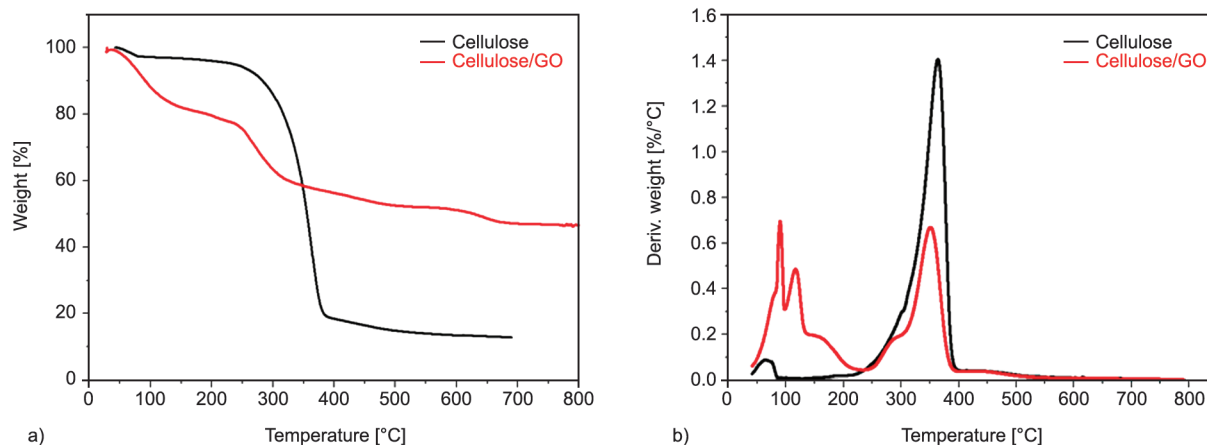 100
80
60
40
20
0
Weight [%]
Cellulose
Cellulose/GO
0 100 200 300 400 500 600 700 800
Temperature [°C]
a)
1.6
1.4
1.2
1.0
0.8
0.6
0.4
0.2
0.0
Deriv. weight [%/°C]
Cellulose
Cellulose/GO
0 100 200 300 400 500 600 700 800
Temperature [°C]
b)